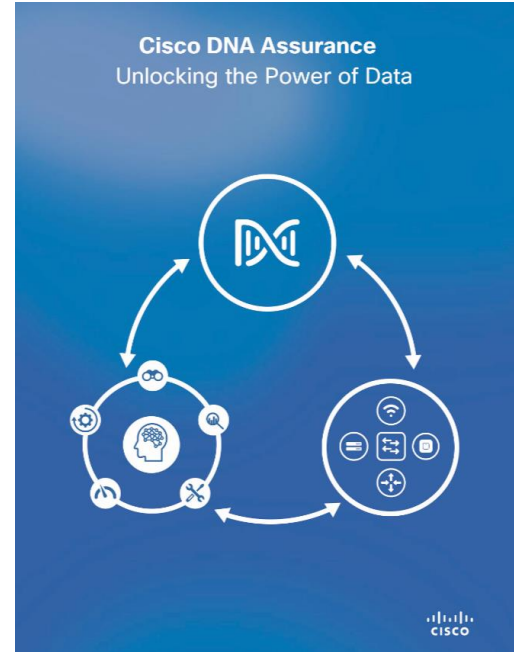 Cisco DNA Assurance
Unlocking the Power of Data
CISCO